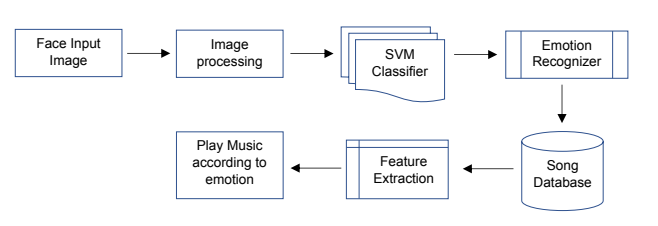 Face Input
Image
Image
processing
SVM
Classifier
Emotion
Recognizer
Song
Database
Feature
Extraction
Play Music
according to
emotion